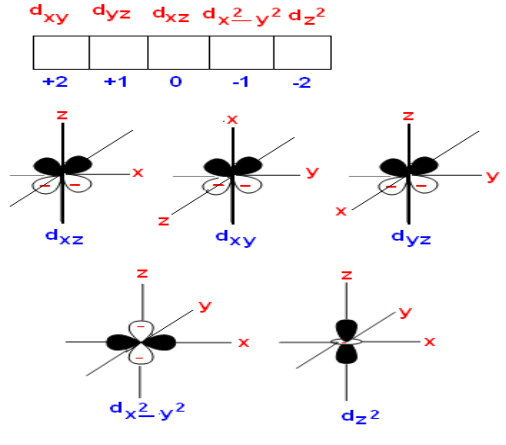 dxy dyz dxz dx²-y² dz²
+2 +1 0 -1 -2
z x z
x y y
- - - - - -
z x
dxz dxy dyz
z z
y y
-
x - x
-
dx²-y² dz²